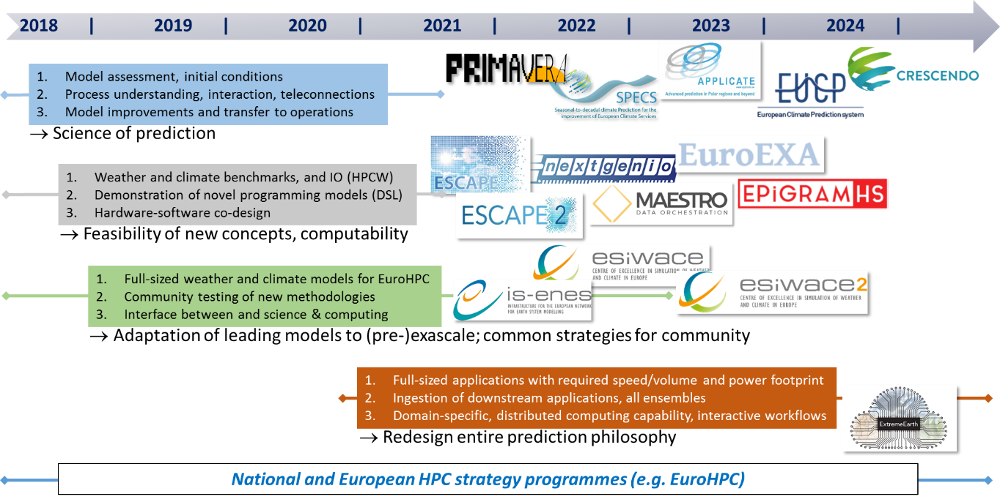 2018 | 2019 | 2020 | 2021 | 2022 | 2023 | 2024 |
1. Model assessment, initial conditions
2. Process understanding, interaction, teleconnections
3. Model improvements and transfer to operations
→ Science of prediction
PRIMAVERA
SPECS
Seasonal-to-decadal climate Prediction for the
improvement of European Climate Services
APPLICATE
Advanced prediction in Polar regions and beyond
EUCP
European Climate Prediction system
CRESCENDO
1. Weather and climate benchmarks, and IO (HPCW)
2. Demonstration of novel programming models (DSL)
3. Hardware-software co-design
→ Feasibility of new concepts, computability
ESCAPE
nextgenio
EuroEXA
ESCAPE 2
MAESTRO
DATA ORCHESTRATION
EPiGRAM HS
1. Full-sized weather and climate models for EuroHPC
2. Community testing of new methodologies
3. Interface between and science & computing
→ Adaptation of leading models to (pre-)exascale; common strategies for community
esiwace
CENTRE OF EXCELLENCE IN SIMULATION OF WEATHER
AND CLIMATE IN EUROPE
is-enes
INFRASTRUCTURE FOR THE EUROPEAN NETWORK
FOR EARTH SYSTEM MODELLING
esiwace2
CENTRE OF EXCELLENCE IN SIMULATION OF WEATHER
AND CLIMATE IN EUROPE
1. Full-sized applications with required speed/volume and power footprint
2. Ingestion of downstream applications, all ensembles
3. Domain-specific, distributed computing capability, interactive workflows
→ Redesign entire prediction philosophy
ExtremeEarth
National and European HPC strategy programmes (e.g. EuroHPC)